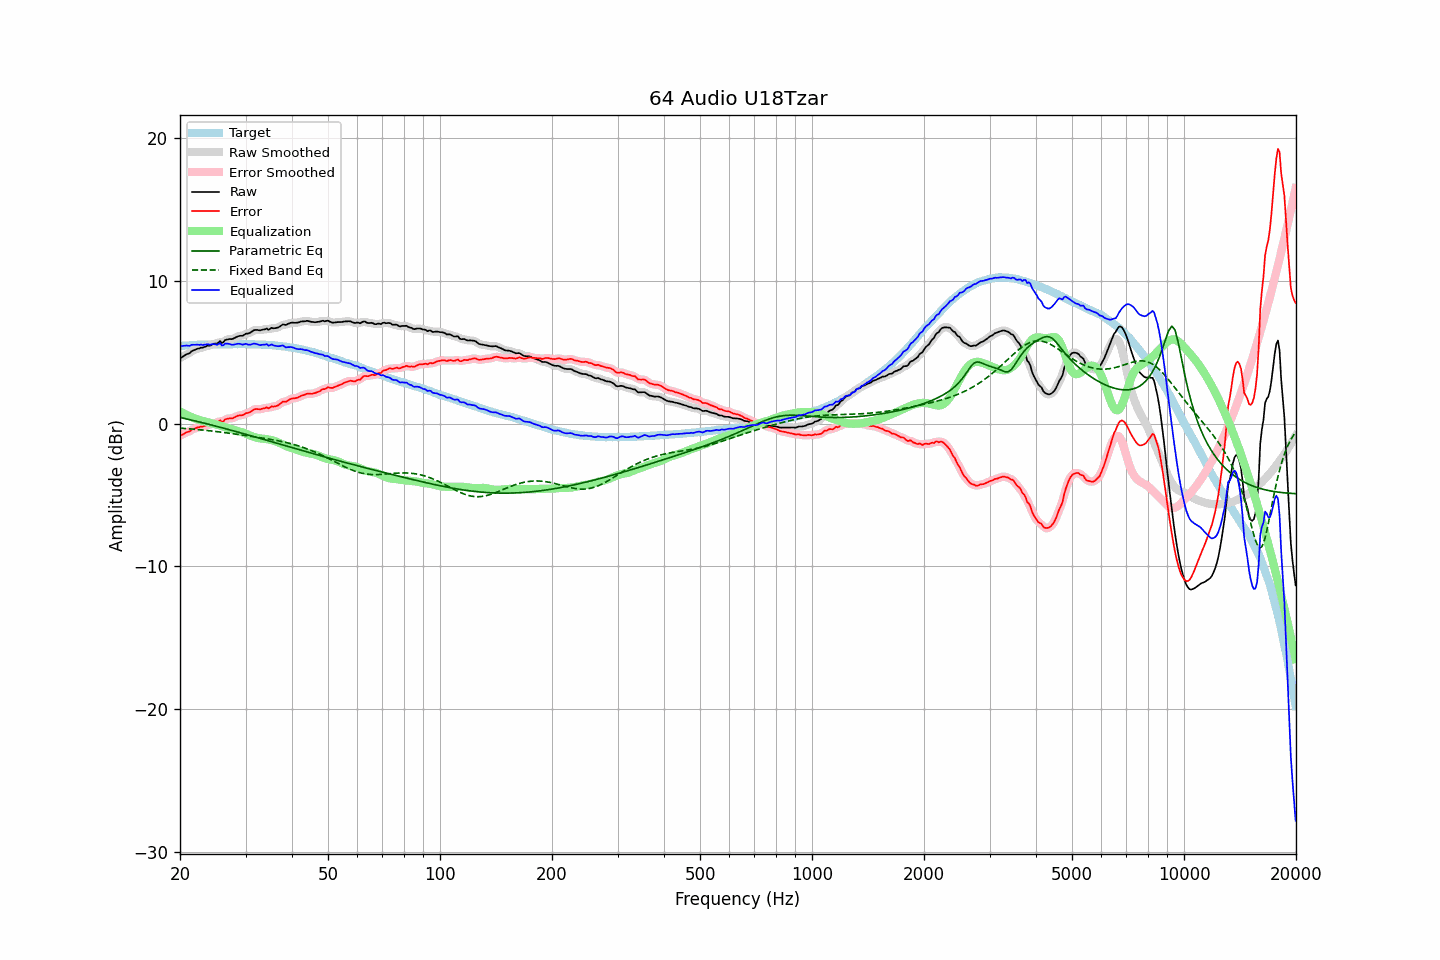 64 Audio U18Tzar
Target
Raw Smoothed
Error Smoothed
Raw
Error
Equalization
Parametric Eq
Fixed Band Eq
Equalized
20
10
0
−10
−20
−30
Amplitude (dBr)
20 50 100 200 500 1000 2000 5000 10000 20000
Frequency (Hz)